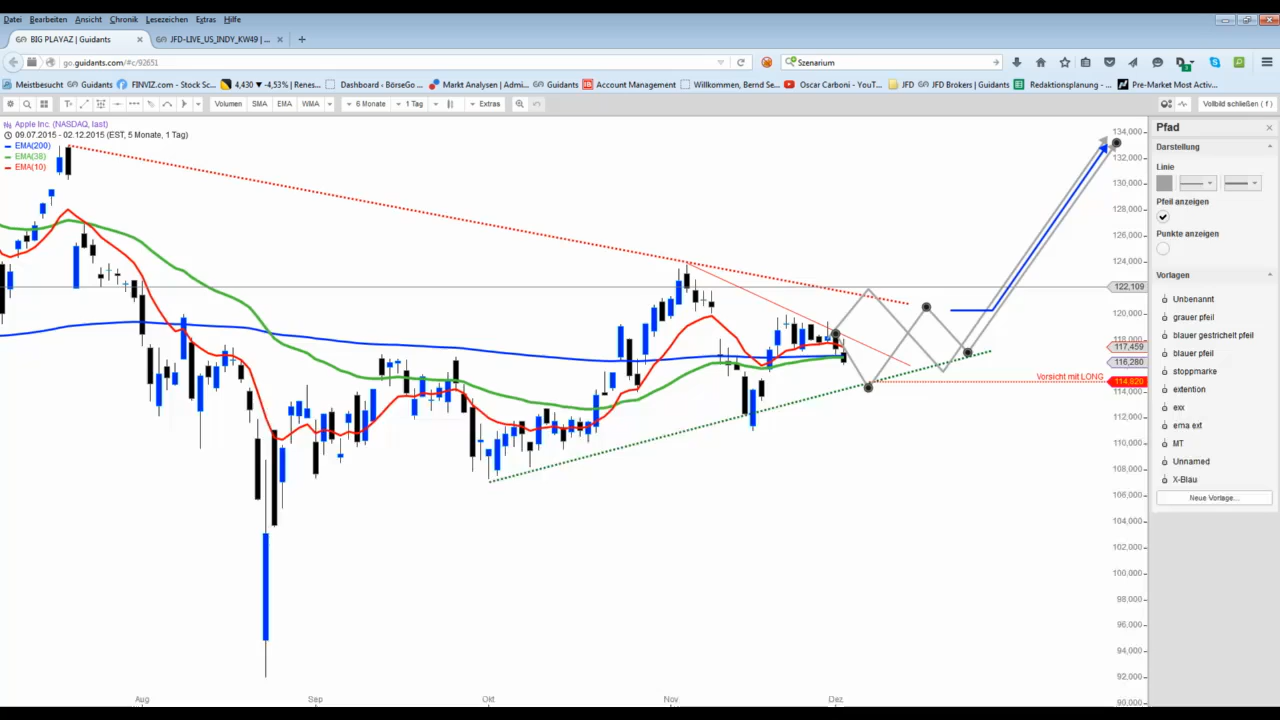 Datei Bearbeiten Ansicht Chronik Lesezeichen Extras Hilfe
BIG PLAYAZ | Guidants × JFD-LIVE_US_INDY_KW49 | ... × +
go.guidants.com/#c/92651 Szenarium
Meistbesucht Guidants FINVIZ.com - Stock Sc... 4,430 ▼ -4,53% | Renes... Dashboard - BörseGo ... Markt Analysen | Admi... Guidants Account Management Willkommen, Bernd Se... Oscar Carboni - YouT... JFD JFD Brokers | Guidants Redaktionsplanung - ... Pre-Market Most Activ...
Volumen SMA EMA WMA 6 Monate 1 Tag Extras Vollbild schließen ( f )
Apple Inc. (NASDAQ, last)
09.07.2015 - 02.12.2015 (EST, 5 Monate, 1 Tag)
EMA(200)
EMA(38)
EMA(10)
134,000
132,000
130,000
128,000
126,000
124,000
122,109
120,000
118,000
117,459
116,280
Vorsicht mit LONG 114,820
114,000
112,000
110,000
108,000
106,000
104,000
102,000
100,000
98,000
96,000
94,000
92,000
90,000
Aug Sep Okt Nov Dez
Pfad ×
Darstellung
Linie
Pfeil anzeigen
Punkte anzeigen
Vorlagen
Unbenannt
grauer pfeil
blauer gestrichelt pfeil
blauer pfeil
stoppmarke
extention
exx
ema ext
MT
Unnamed
X-Blau
Neue Vorlage...